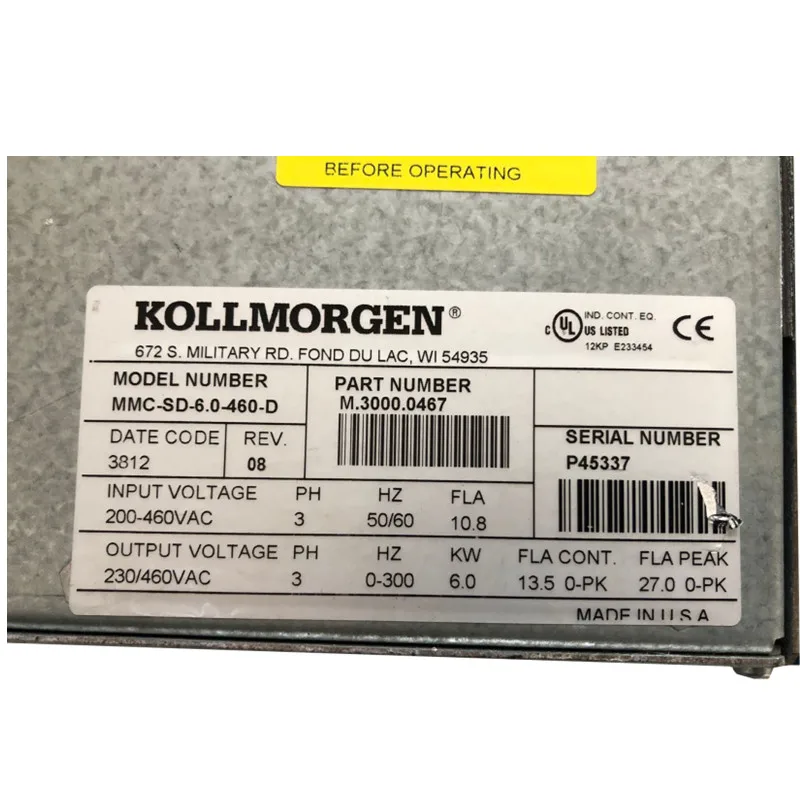 BEFORE OPERATING
KOLLMORGEN®
672 S. MILITARY RD. FOND DU LAC, WI 54935
C UL US LISTED
IND. CONT. EQ.
12KP E233454
CE
MODEL NUMBER
MMC-SD-6.0-460-D
PART NUMBER
M.3000.0467
DATE CODE
3812
REV.
08
SERIAL NUMBER
P45337
INPUT VOLTAGE PH HZ FLA
200-460VAC 3 50/60 10.8
OUTPUT VOLTAGE PH HZ KW FLA CONT. FLA PEAK
230/460VAC 3 0-300 6.0 13.5 0-PK 27.0 0-PK
MADE IN U.S.A